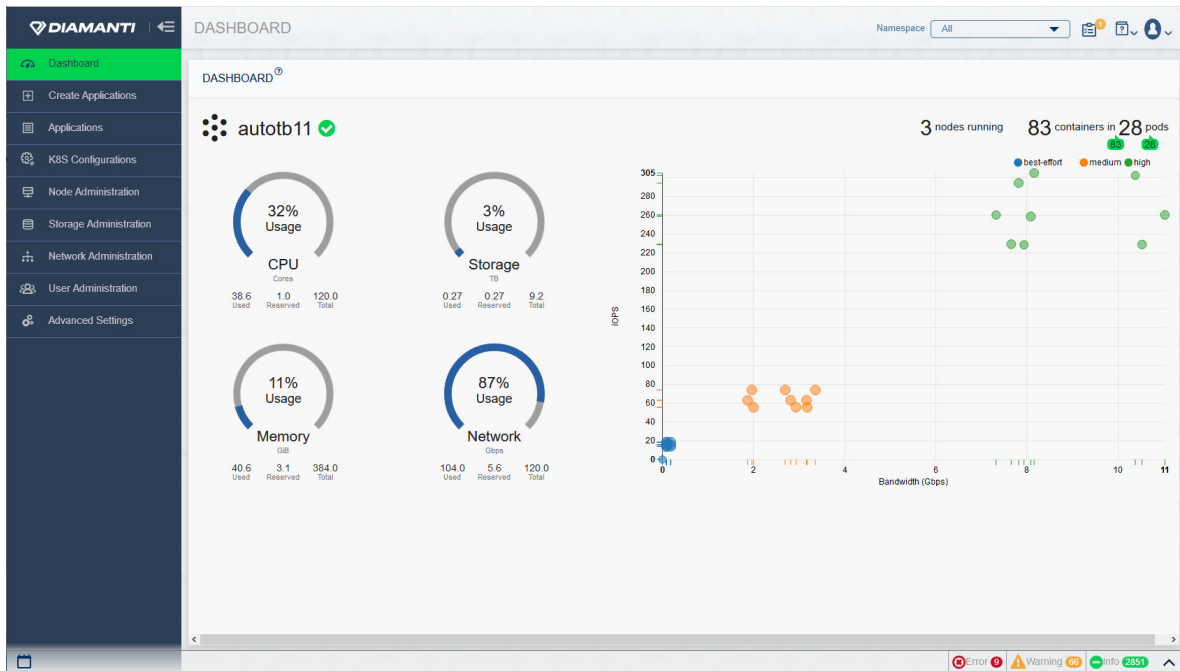 DIAMANTI
DASHBOARD
Namespace All
1
?
Dashboard
Create Applications
Applications
K8S Configurations
Node Administration
Storage Administration
Network Administration
User Administration
Advanced Settings
DASHBOARD?
autotb11
3 nodes running 83 containers in 28 pods
83 28
32%
Usage
CPU
Cores
38.6 1.0 120.0
Used Reserved Total
3%
Usage
Storage
TB
0.27 0.27 9.2
Used Reserved Total
11%
Usage
Memory
GiB
40.6 3.1 384.0
Used Reserved Total
87%
Usage
Network
Gbps
104.0 5.6 120.0
Used Reserved Total
best-effort medium high
305
280
260
240
220
200
180
160
140
120
100
80
60
40
20
0
IOPS
0 2 4 6 8 10 11
Bandwidth (Gbps)
Error 9 Warning 66 Info 2851